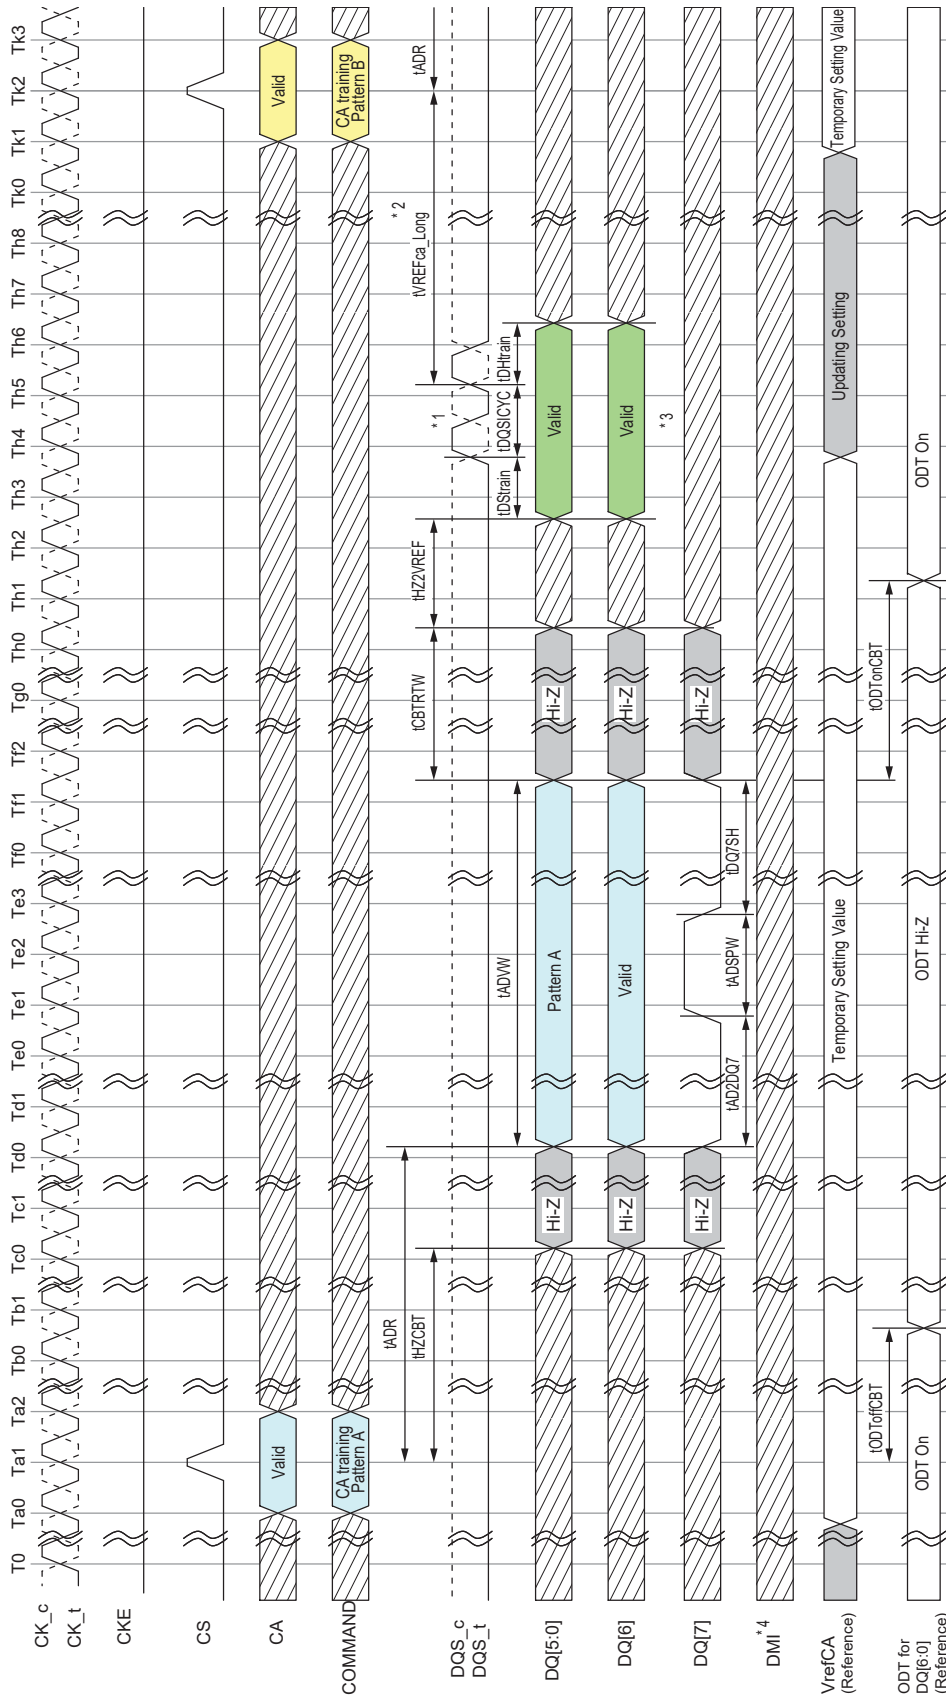 T0 Ta0 Ta1 Ta2 Tb0 Tb1 Tc0 Tc1 Td0 Td1 Te0 Te1 Te2 Te3 Tf0 Tf1 Tf2 Tg0 Th0 Th1 Th2 Th3 Th4 Th5 Th6 Th7 Th8 Tk0 Tk1 Tk2 Tk3
CK_c
CK_t
CKE
CS
CA
Valid
Valid
COMMAND
CA training
Pattern A
CA training
Pattern B
tADR
tHZCBT
tCBTRTW
tHZ2VREF
tVREFca_Long
*2
tADR
DQS_c
DQS_t
*1
tADVW
tDStrain
tDQSICYC
tDHtrain
DQ[5:0]
Hi-Z
Pattern A
Hi-Z
Valid
DQ[6]
Hi-Z
Valid
Hi-Z
Valid
*3
DQ[7]
Hi-Z
Hi-Z
tAD2DQ7
tADSPW
tDQ7SH
DMI *4
VrefCA
(Reference)
Temporary Setting Value
Updating Setting
Temporary Setting Value
tODToffCBT
tODTonCBT
ODT for
DQ[6:0]
(Reference)
ODT On
ODT Hi-Z
ODT On